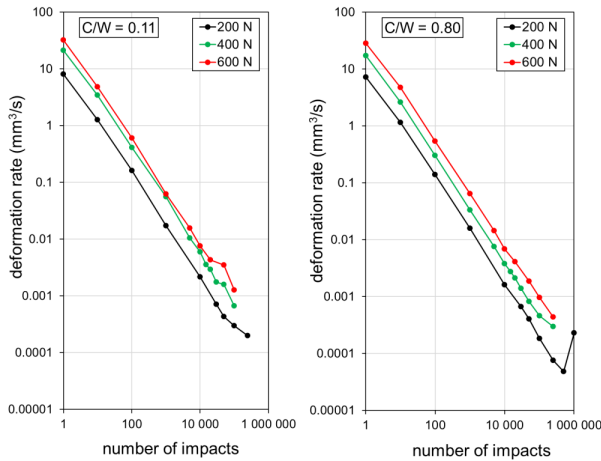 C/W = 0.11
200 N
400 N
600 N
deformation rate (mm³/s)
100
10
1
0.1
0.01
0.001
0.0001
0.00001
1
100
10 000
1 000 000
number of impacts
C/W = 0.80
200 N
400 N
600 N
deformation rate (mm³/s)
100
10
1
0.1
0.01
0.001
0.0001
0.00001
1
100
10 000
1 000 000
number of impacts